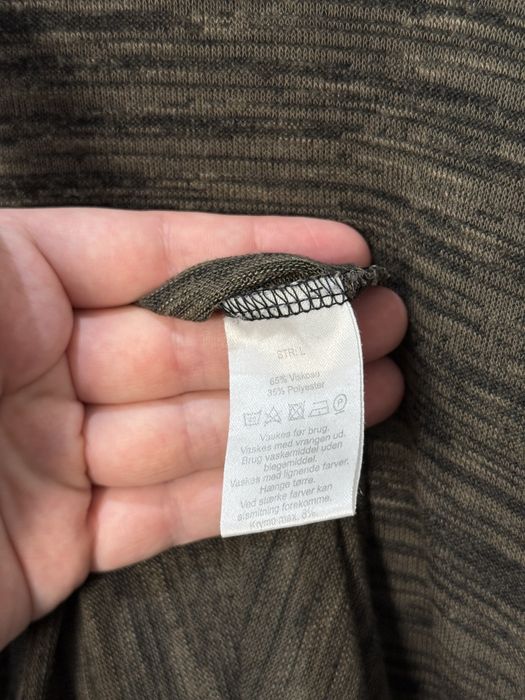 STR: L
65% Viskose
35% Polyester
Vaskes før brug.
Vaskes med vrangen ud.
Brug vaskemiddel uden
blegemiddel.
Vaskes med lignende farver.
Hænge tørre.
Ved stærke farver kan
afsmitning forekomme.
Krymp max. 8%.